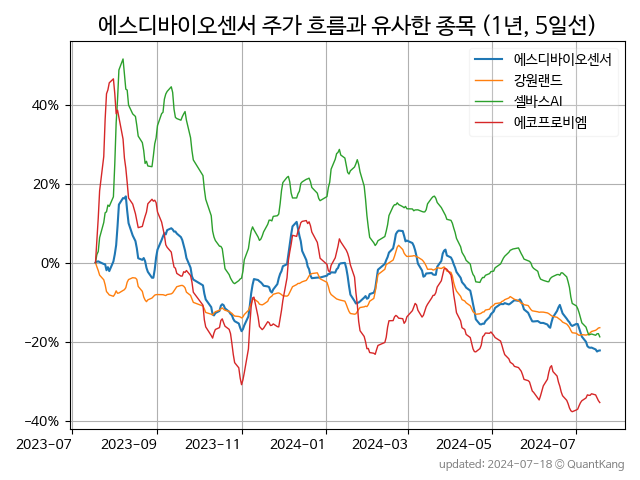 에스디바이오센서 주가 흐름과 유사한 종목 (1년, 5일선)
에스디바이오센서
강원랜드
셀바스AI
에코프로비엠
40%
20%
0%
−20%
−40%
2023-07 2023-09 2023-11 2024-01 2024-03 2024-05 2024-07
updated: 2024-07-18 ⓒ QuantKang